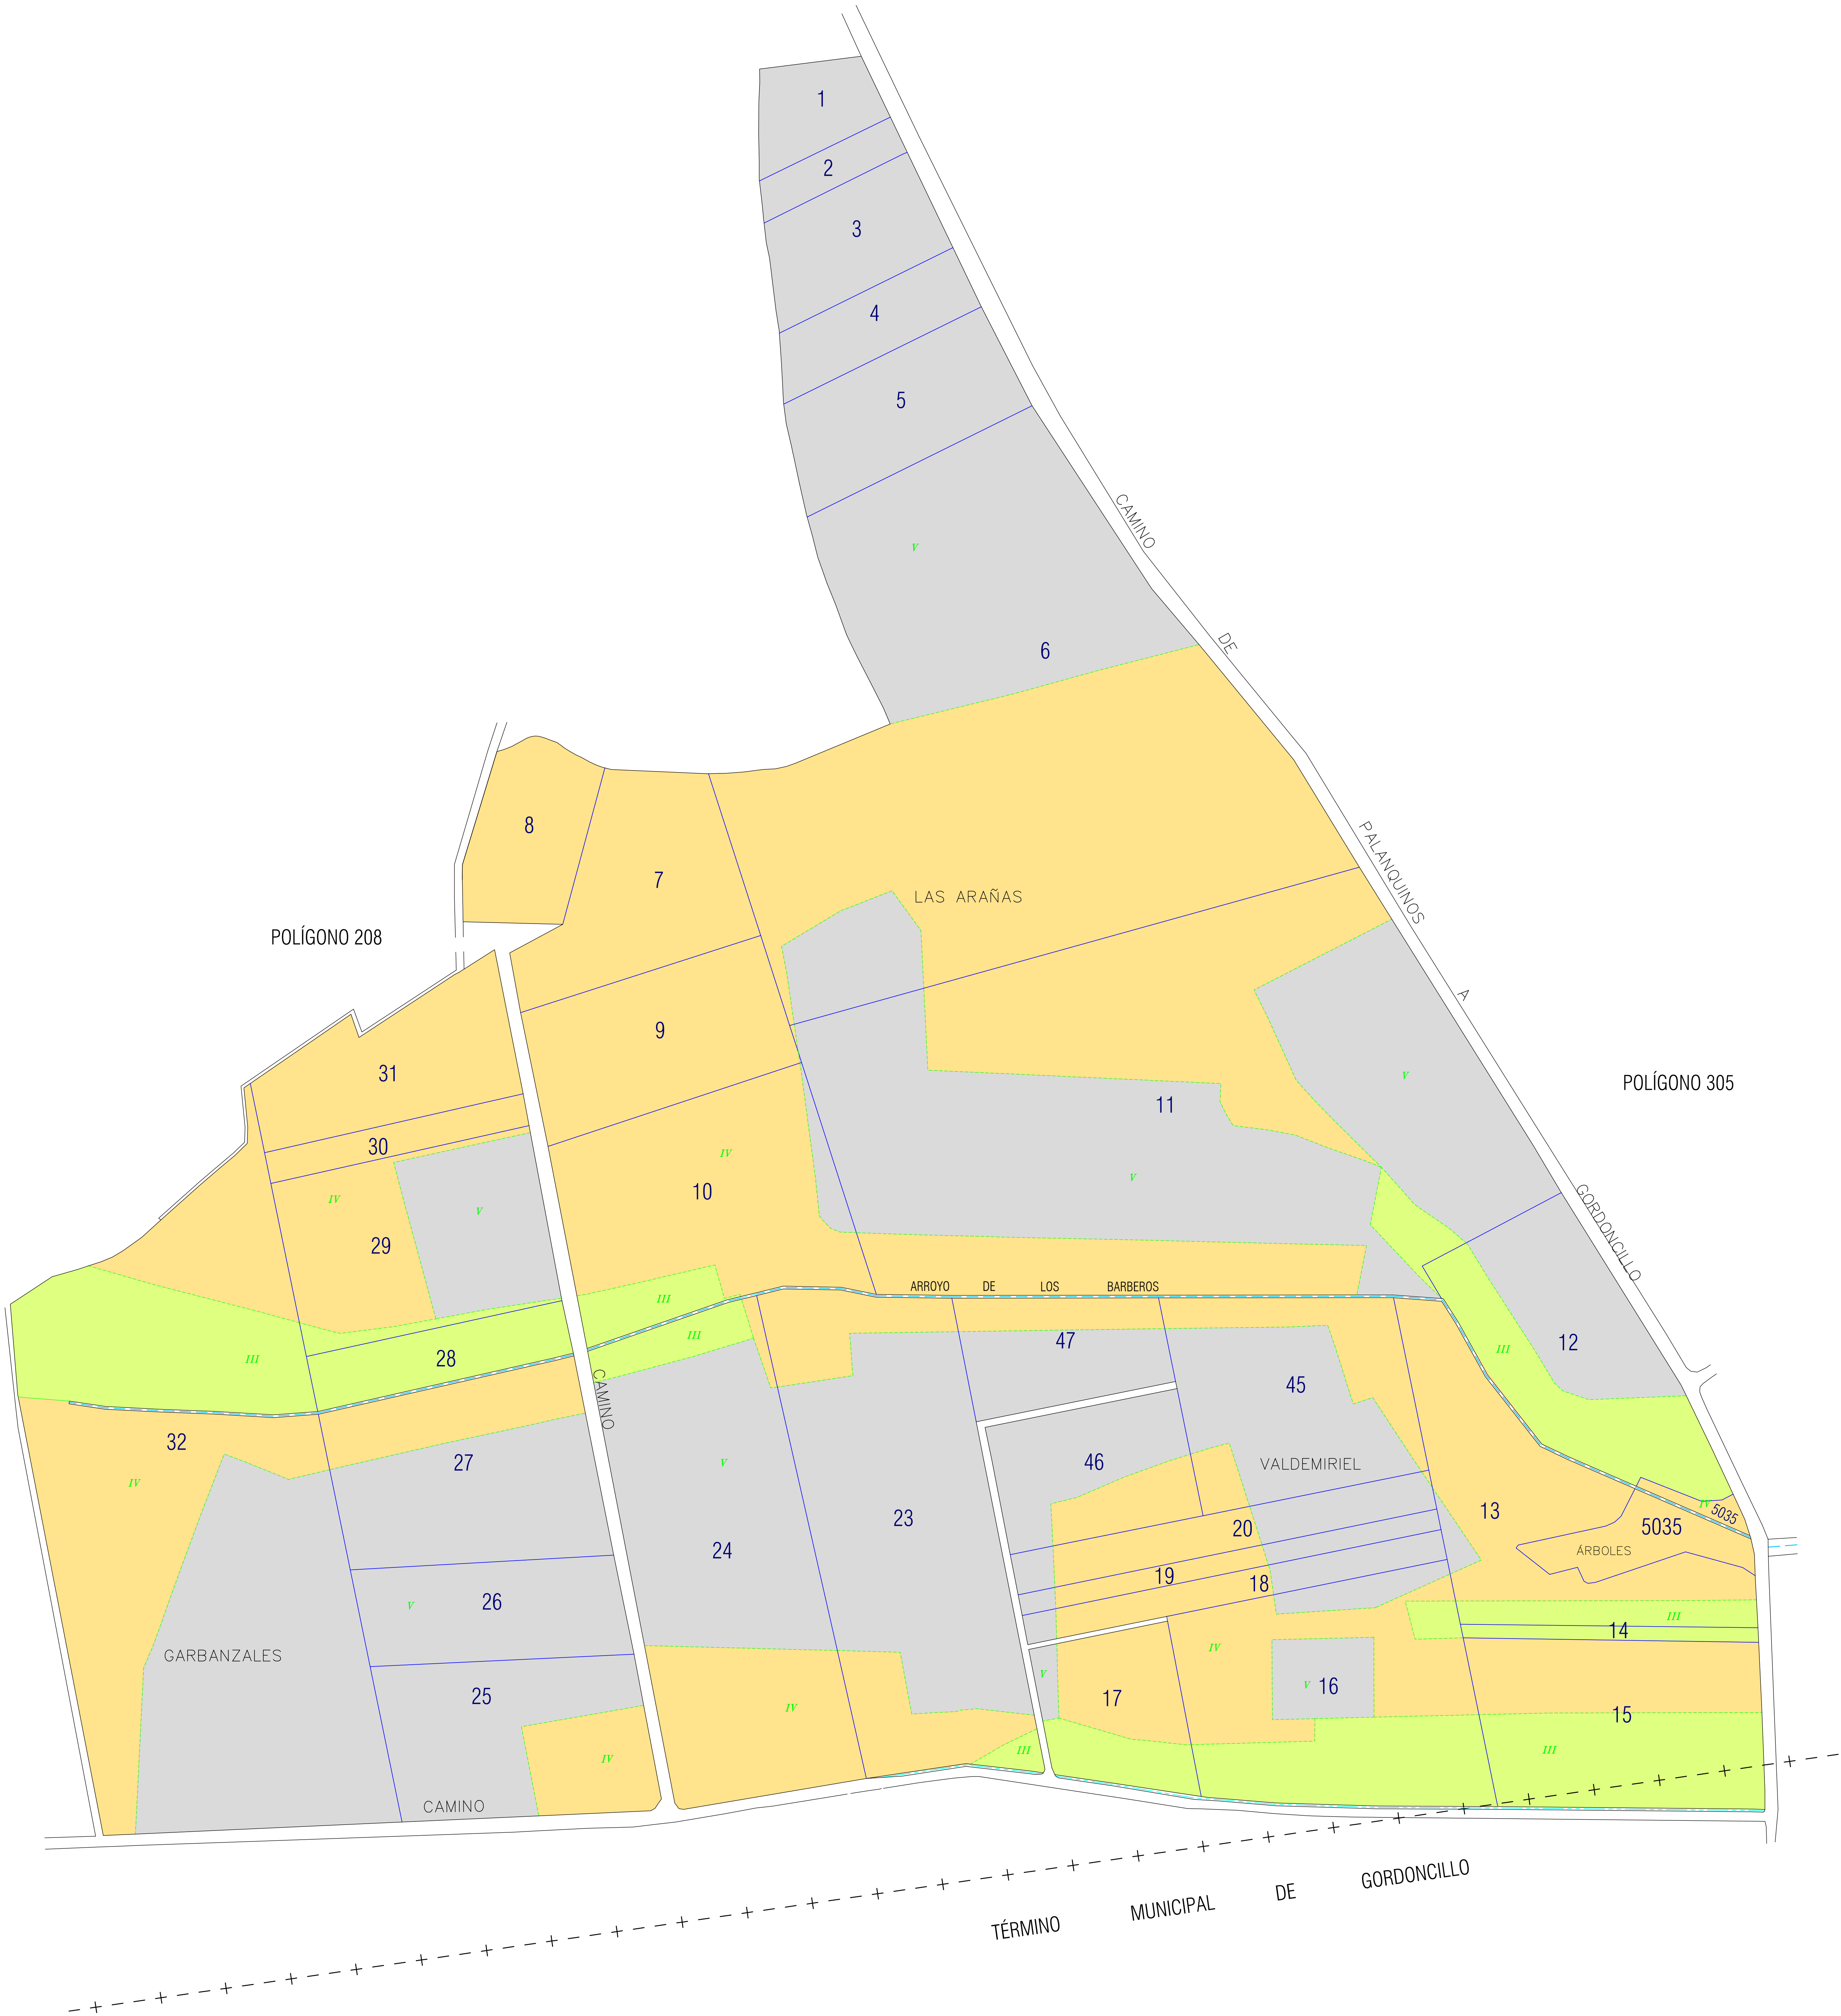 1
2
3
4
5
CAMINO DE PALANQUINOS A GORDONCILLO
V
6
8
7
LAS ARAÑAS
POLÍGONO 208
9
31
POLÍGONO 305
V
11
30
IV
10
V
IV
V
29
ARROYO DE LOS BARBEROS
III
III
12
III
28
III
47
45
CAMINO
32
27
V
46
VALDEMIRIEL
IV
13
IV
5035
23
20
5035
24
ÁRBOLES
19
18
V
26
III
14
GARBANZALES
IV
V
V
16
25
17
15
IV
IV
III
III
CAMINO
TÉRMINO MUNICIPAL DE GORDONCILLO